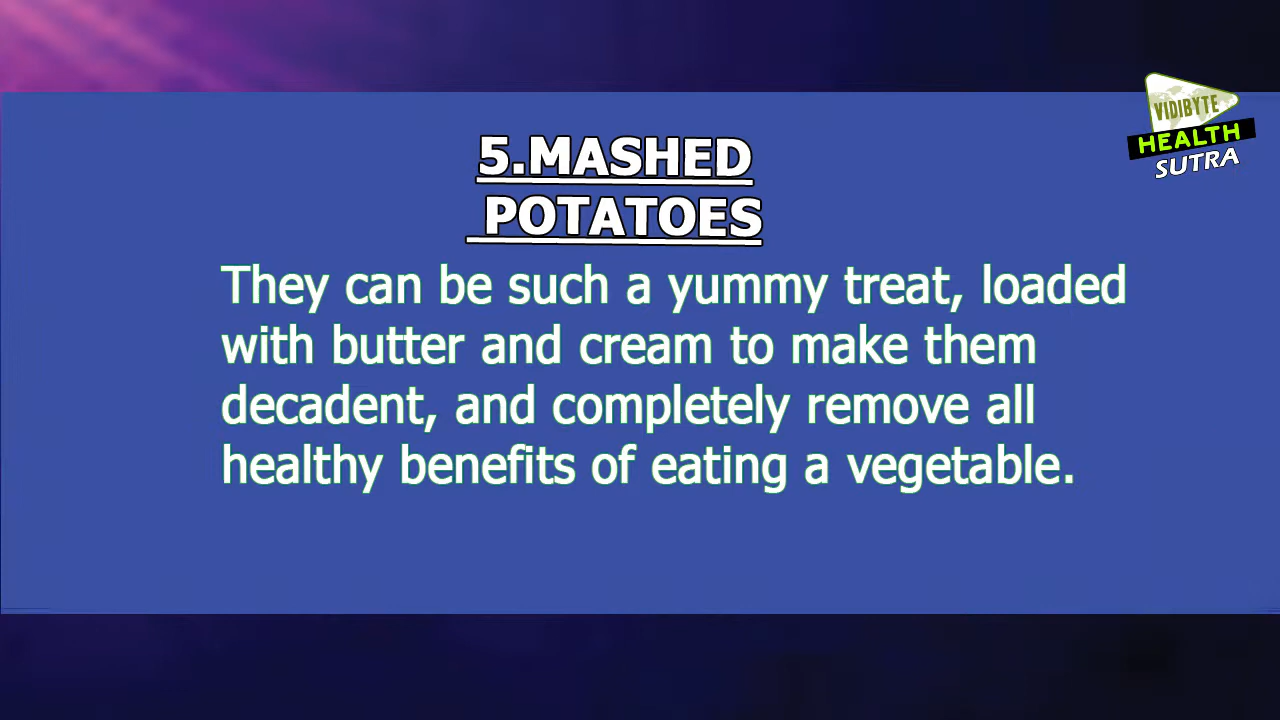 VIDIBYTE
HEALTH
SUTRA
5.MASHED
POTATOES
They can be such a yummy treat, loaded
with butter and cream to make them
decadent, and completely remove all
healthy benefits of eating a vegetable.